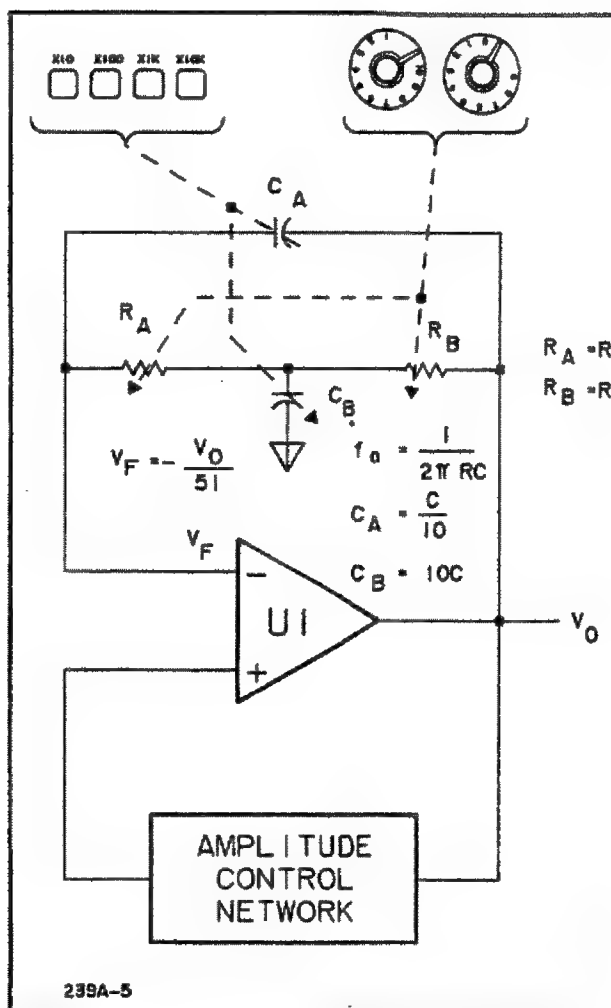 X10 X100 X1K X10K
C A
R A
R B
R A = R
R B = R
C B
V F = - V O / 51
f o = 1 / 2π RC
C A = C / 10
C B = 10C
V F
−
U1
+
V O
AMPLITUDE
CONTROL
NETWORK
239A-5